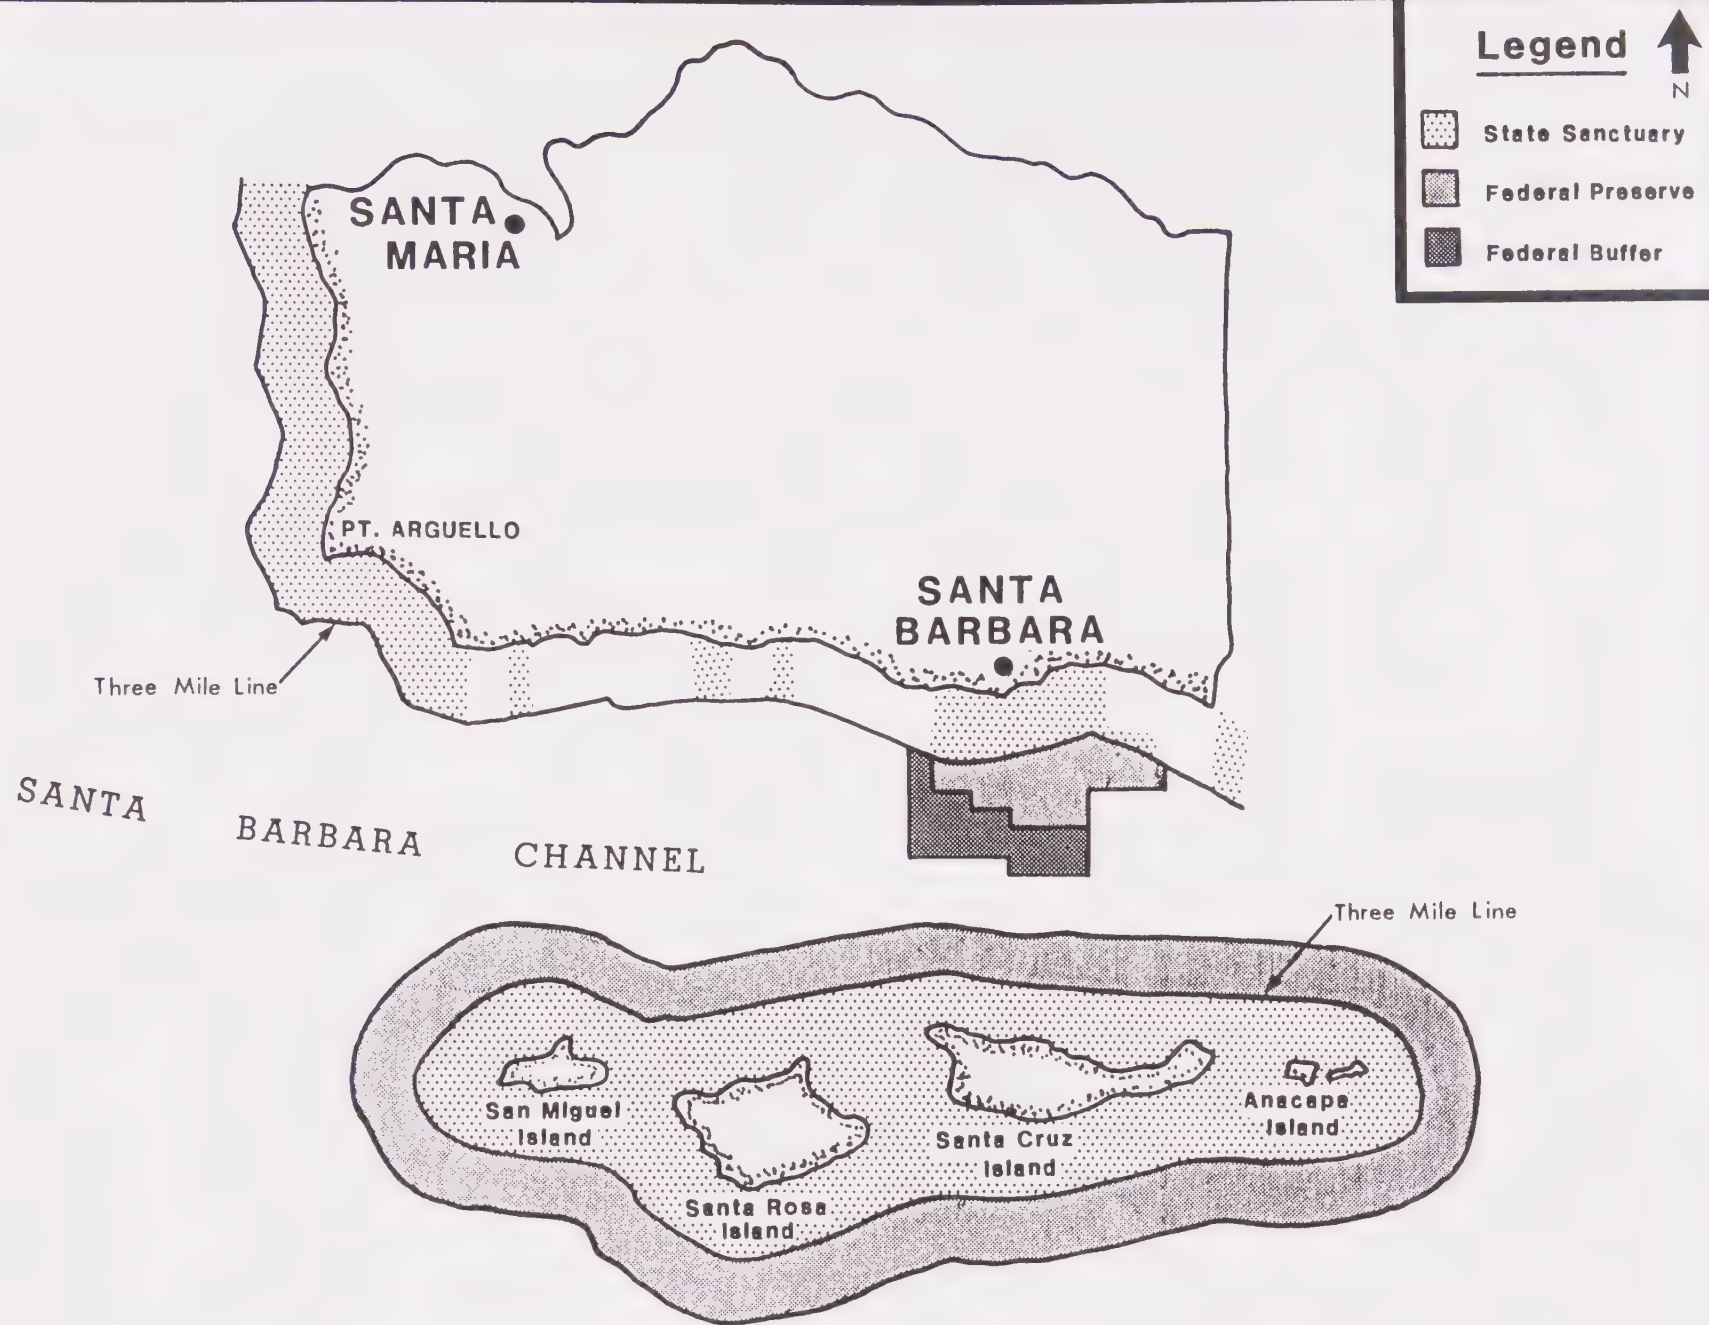 Legend
N
State Sanctuary
Federal Preserve
Federal Buffer
SANTA
MARIA
PT. ARGUELLO
SANTA
BARBARA
Three Mile Line
SANTA BARBARA CHANNEL
Three Mile Line
San Miguel
Island
Santa Rosa
Island
Santa Cruz
Island
Anacapa
Island